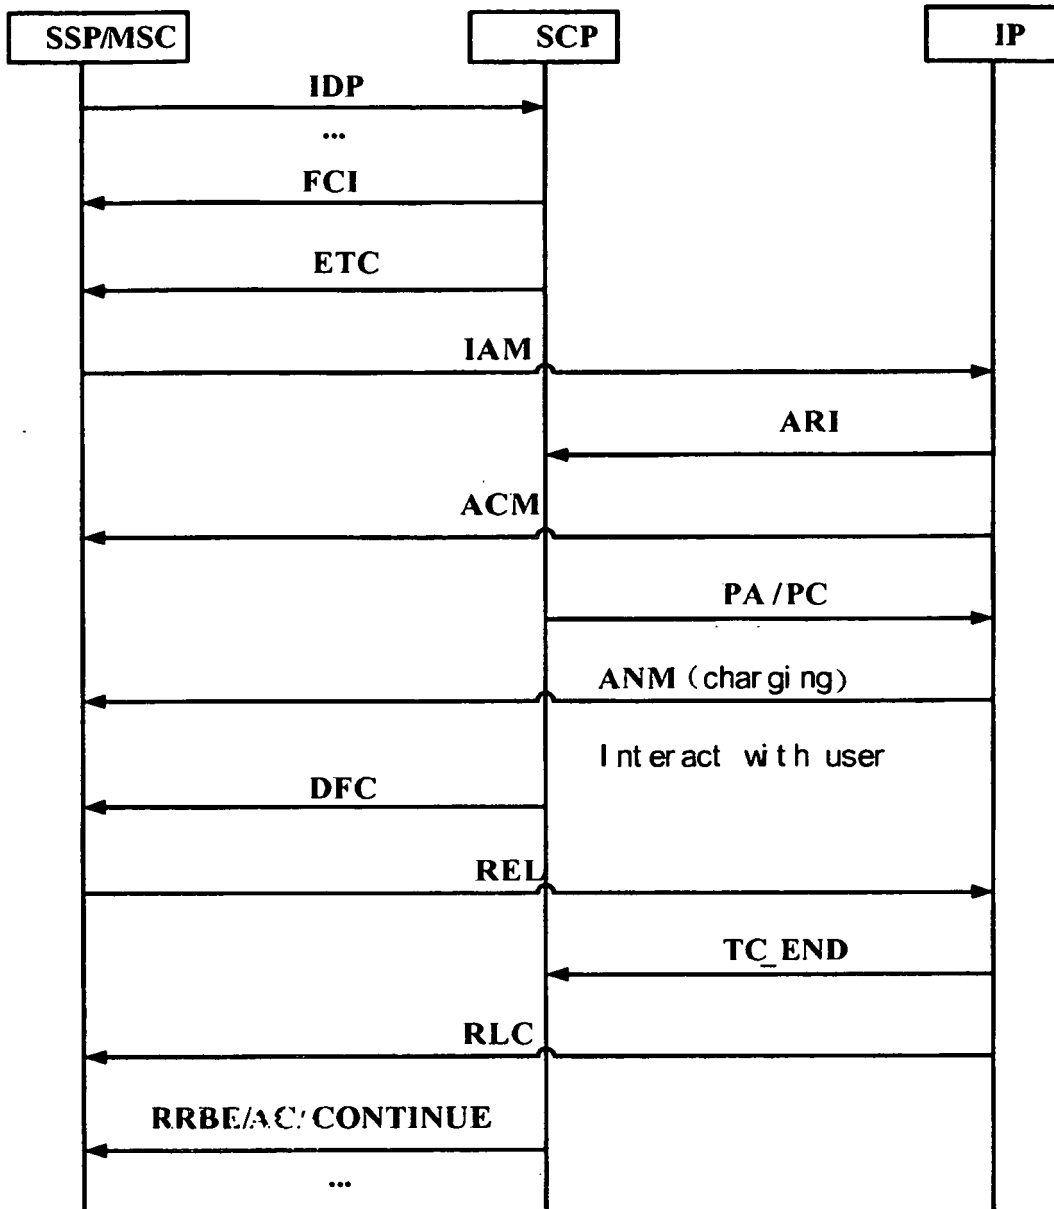 SSP/MSC SCP IP
IDP
...
FCI
ETC
IAM
ARI
ACM
PA/PC
ANM (charging)
Interact with user
DFC
REL
TC_END
RLC
RRBE/AC/CONTINUE
...